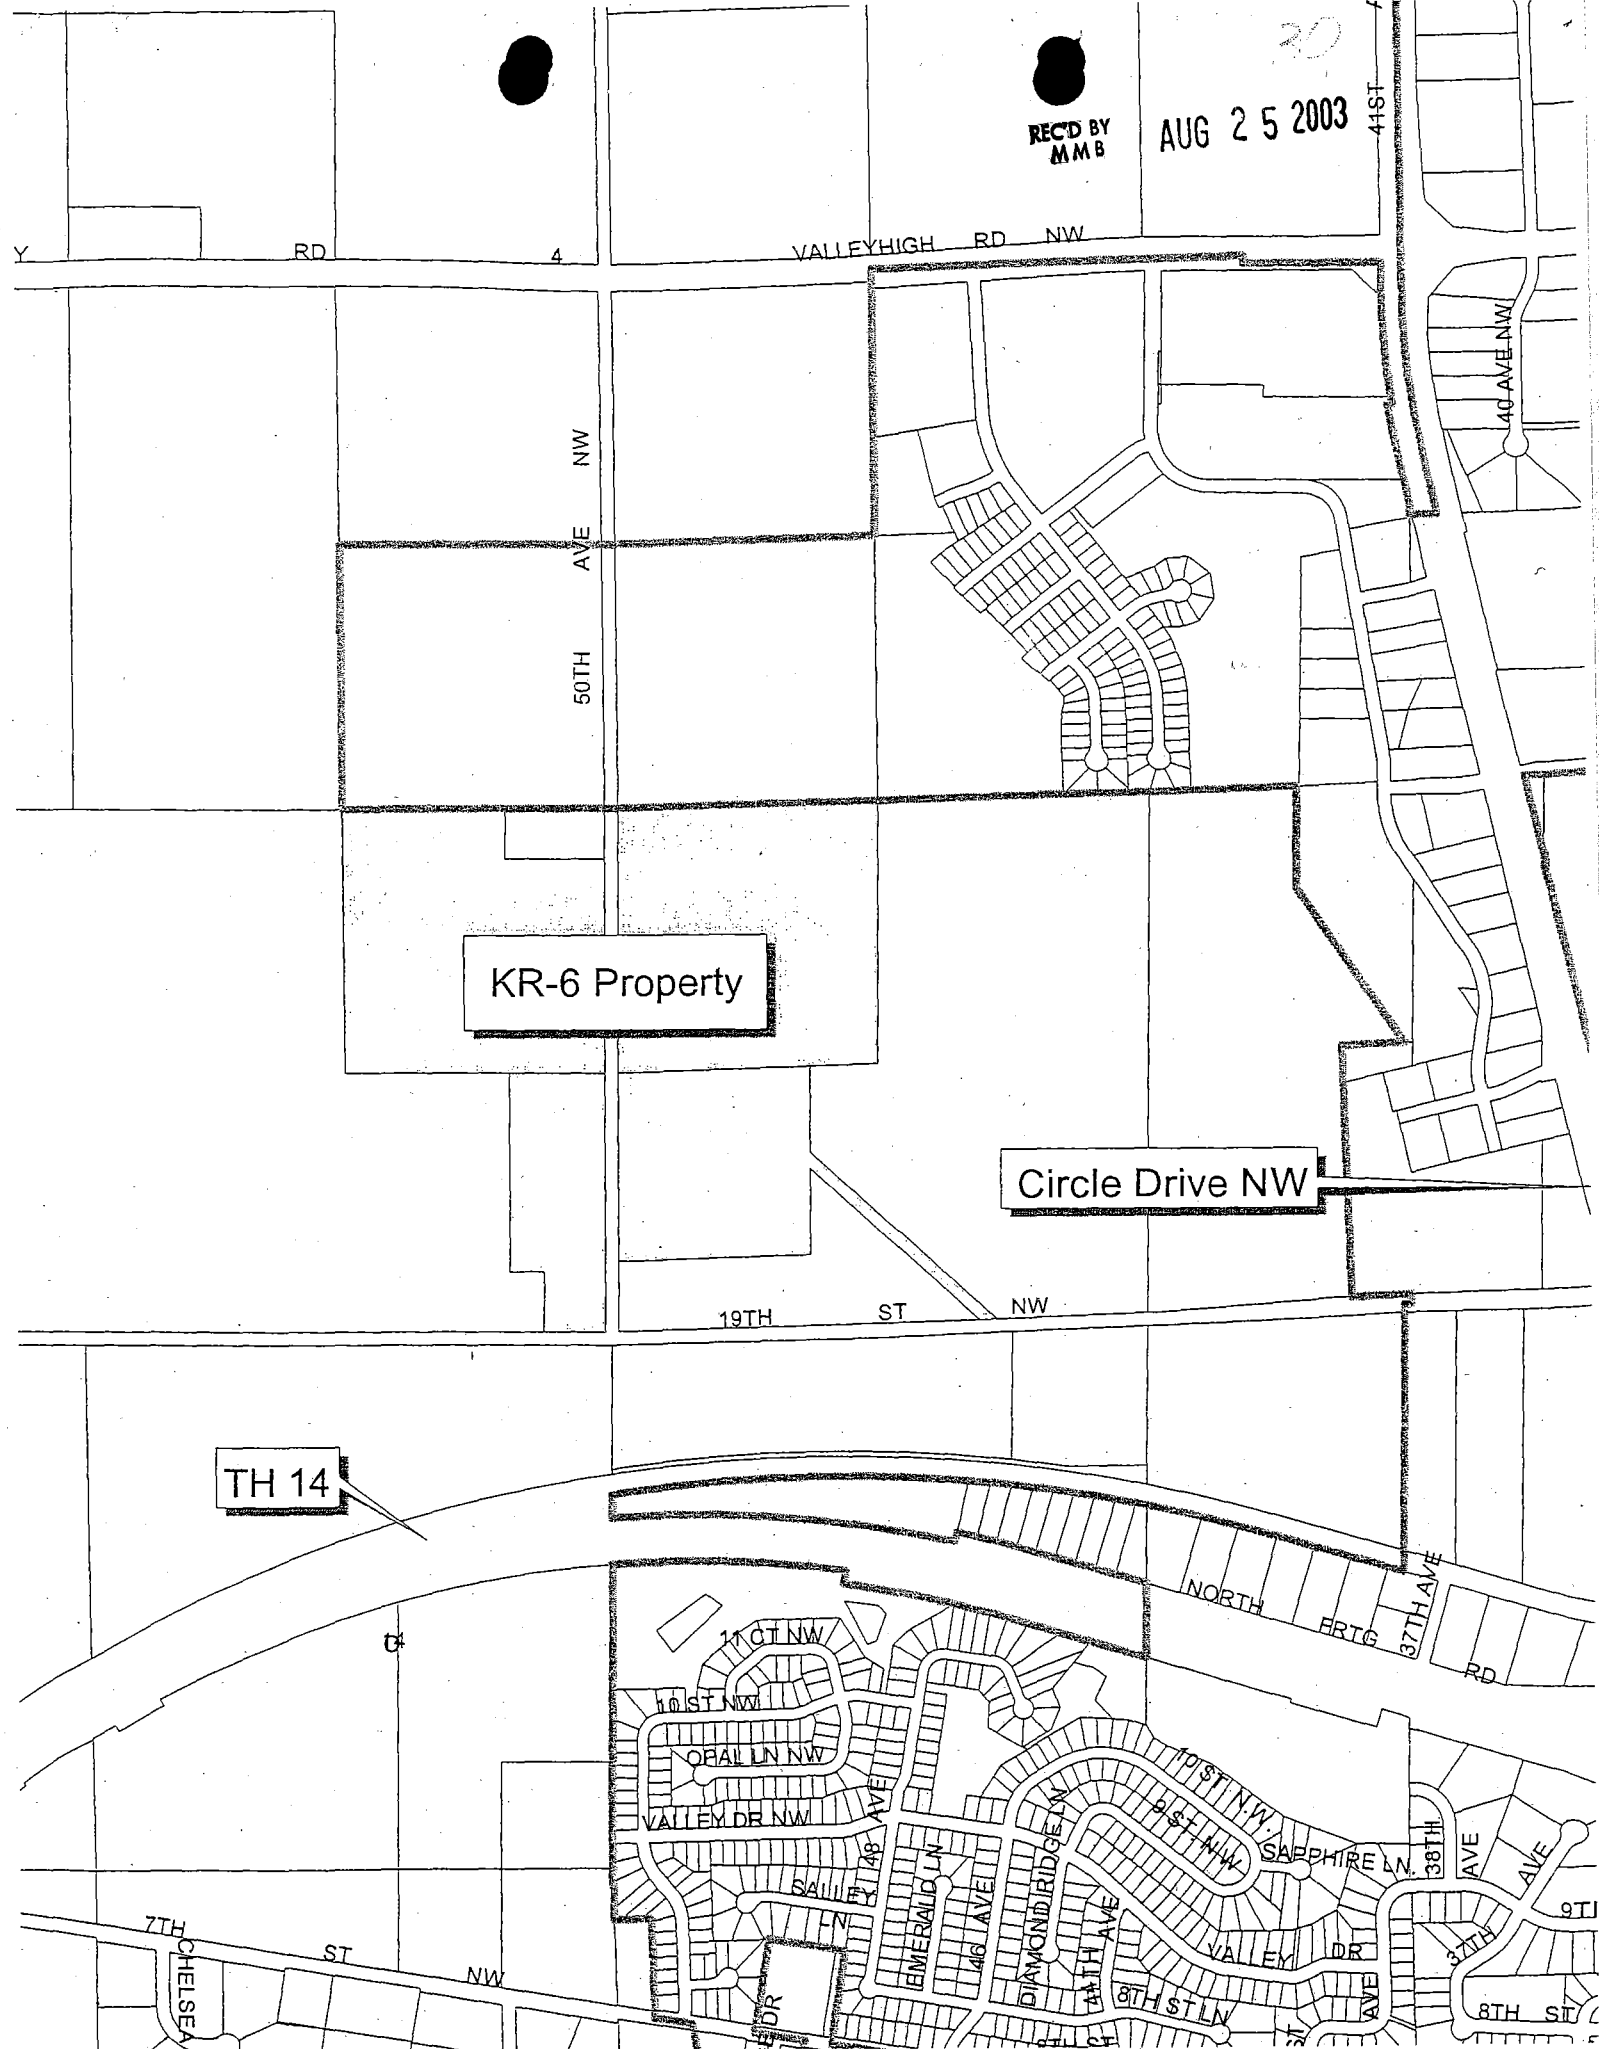 20
REC'D BY
MMB
AUG 25 2003
41ST
Y RD 4 VALLEYHIGH RD NW
40 AVE NW
50TH AVE NW
KR-6 Property
Circle Drive NW
19TH ST NW
TH 14
NORTH FRTG RD
37TH AVE
14
11 CT NW
10 ST NW
OPAL LN NW
VALLEY DR NW
48 AVE
10 ST N.W.
9 ST. N.W.
SAPPHIRE LN.
38TH AVE
37TH AVE
SALLEY
LN
EMERALD LN
46 AVE
DIAMOND RIDGE LN
44TH AVE
VALLEY DR
AVE
7TH ST NW
CHELSEA
DR
8TH ST LN
8TH ST